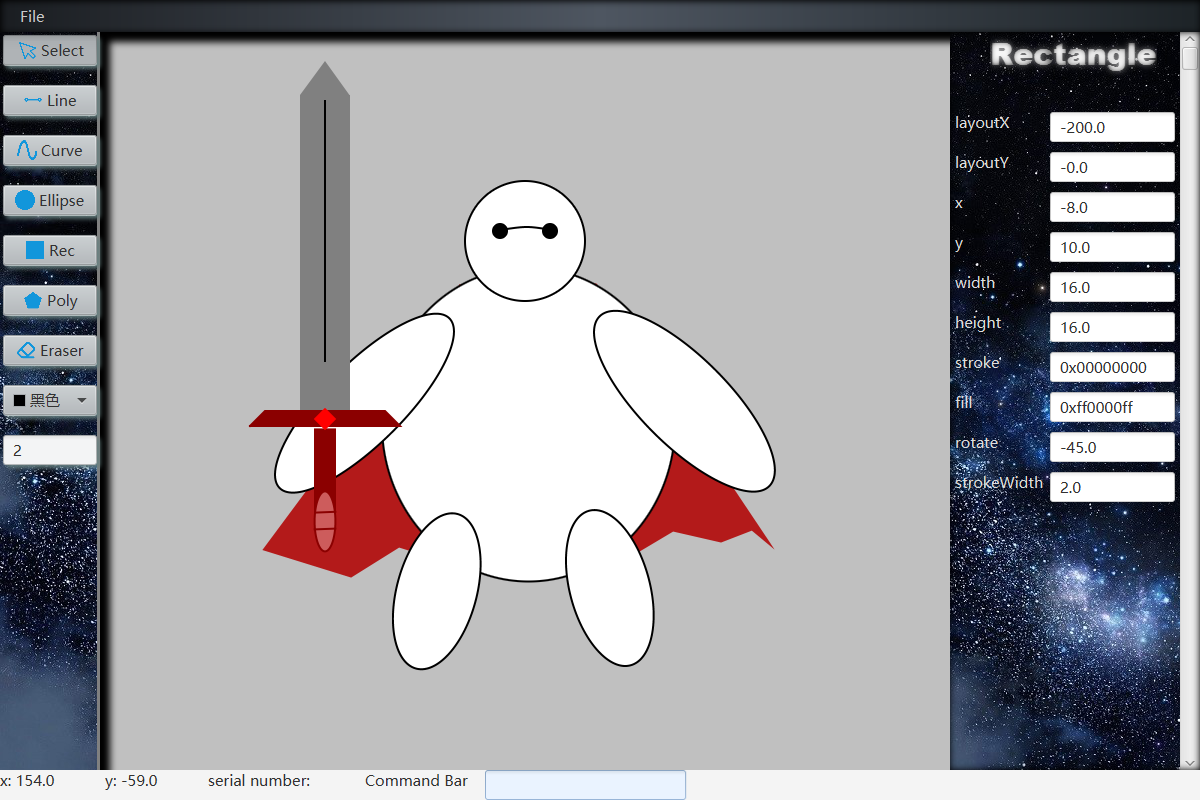 File
Select
Line
Curve
Ellipse
Rec
Poly
Eraser
黑色
2
Rectangle
layoutX -200.0
layoutY -0.0
x -8.0
y 10.0
width 16.0
height 16.0
stroke 0x00000000
fill 0xff0000ff
rotate -45.0
strokeWidth 2.0
x: 154.0 y: -59.0 serial number: Command Bar